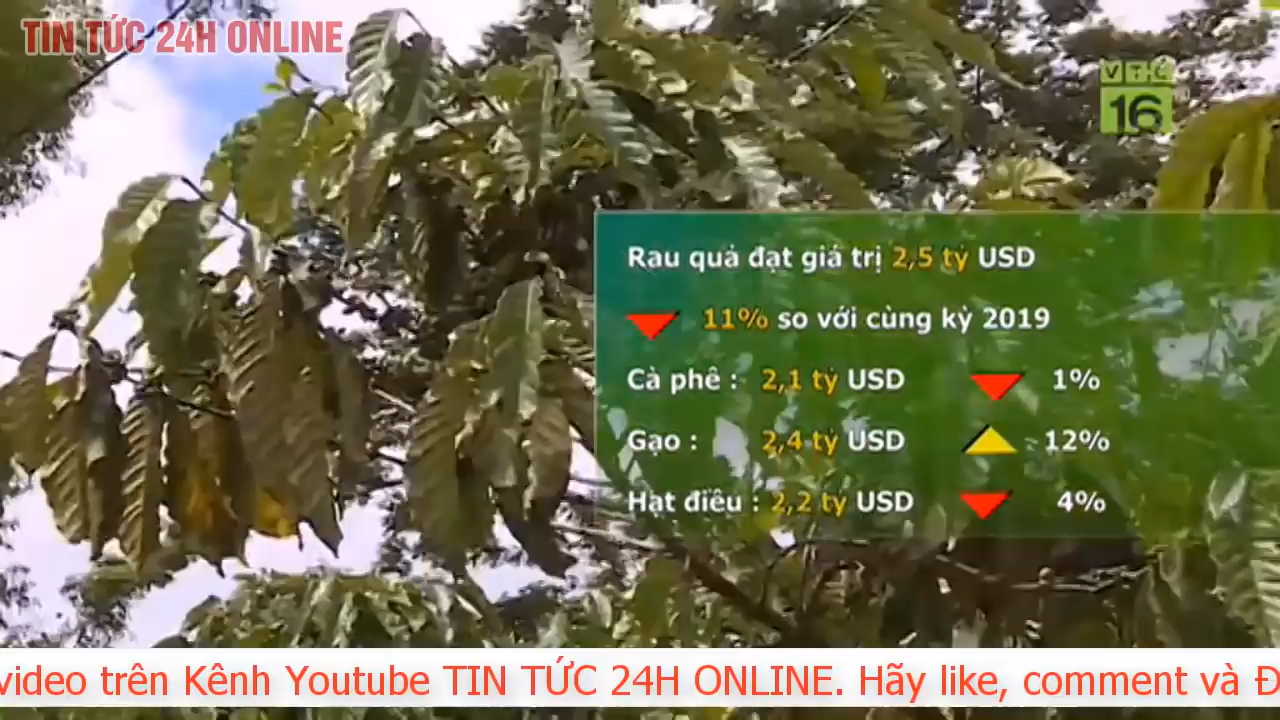 TIN TỨC 24H ONLINE
VTC
16
Rau quả đạt giá trị 2,5 tỷ USD
11% so với cùng kỳ 2019
Cà phê : 2,1 tỷ USD 1%
Gạo : 2,4 tỷ USD 12%
Hạt điều : 2,2 tỷ USD 4%
video trên Kênh Youtube TIN TỨC 24H ONLINE. Hãy like, comment và Đ